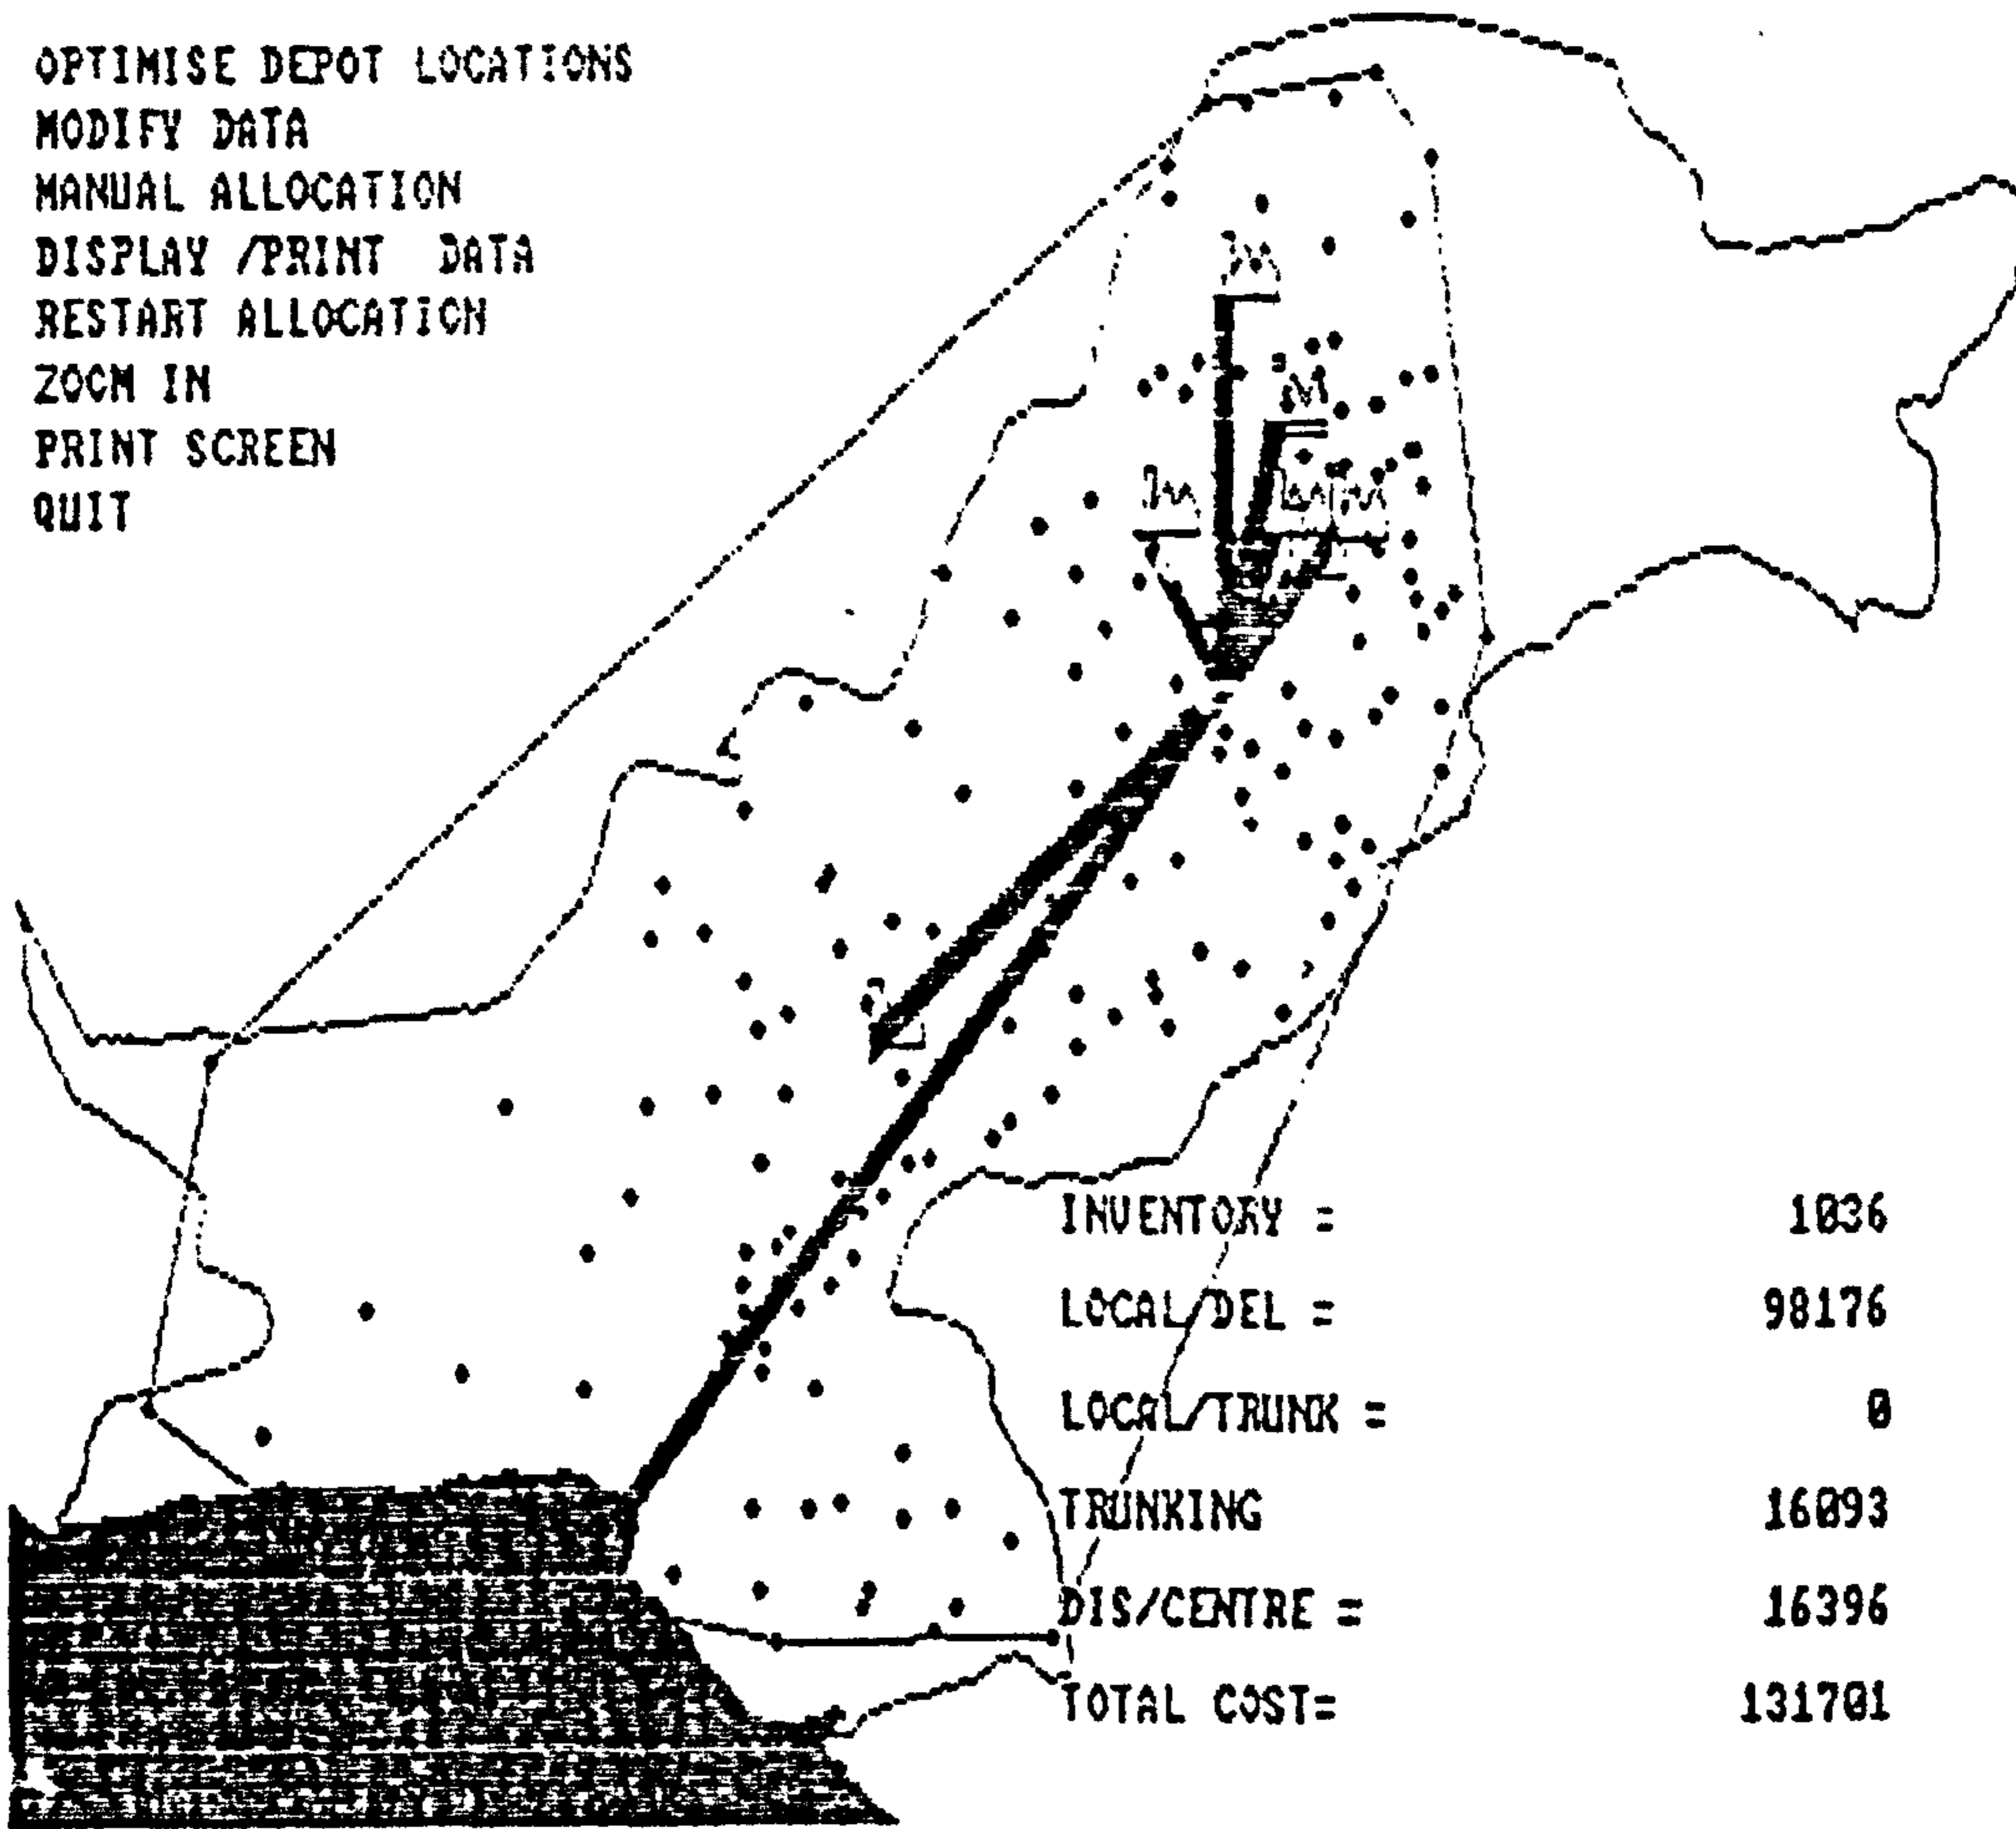 OPTIMISE DEPOT LOCATIONS
MODIFY DATA
MANUAL ALLOCATION
DISPLAY /PRINT DATA
RESTART ALLOCATION
ZOOM IN
PRINT SCREEN
QUIT
INVENTORY = 1036
LOCAL/DEL = 98176
LOCAL/TRUNK = 0
TRUNKING 16093
DIS/CENTRE = 16396
TOTAL COST= 131701